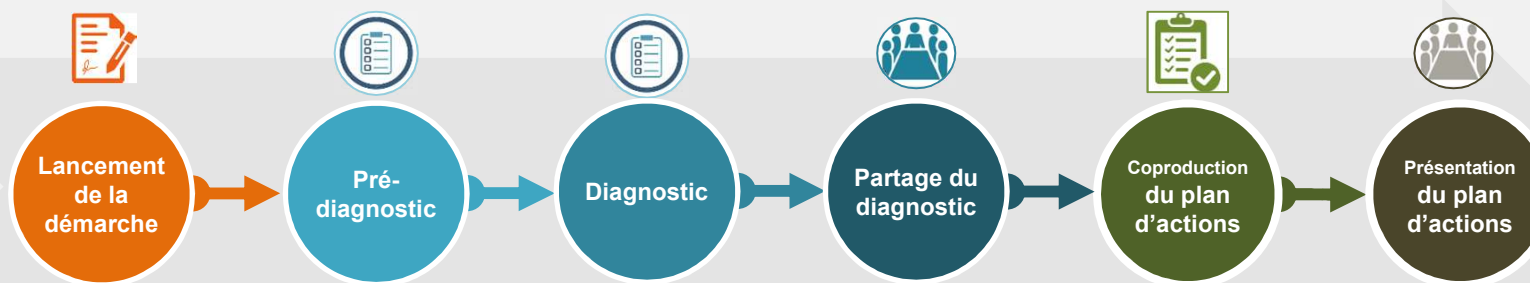 Lancement
de la
démarche
Pré-
diagnostic
Diagnostic
Partage du
diagnostic
Coproduction
du plan
d’actions
Présentation
du plan
d’actions